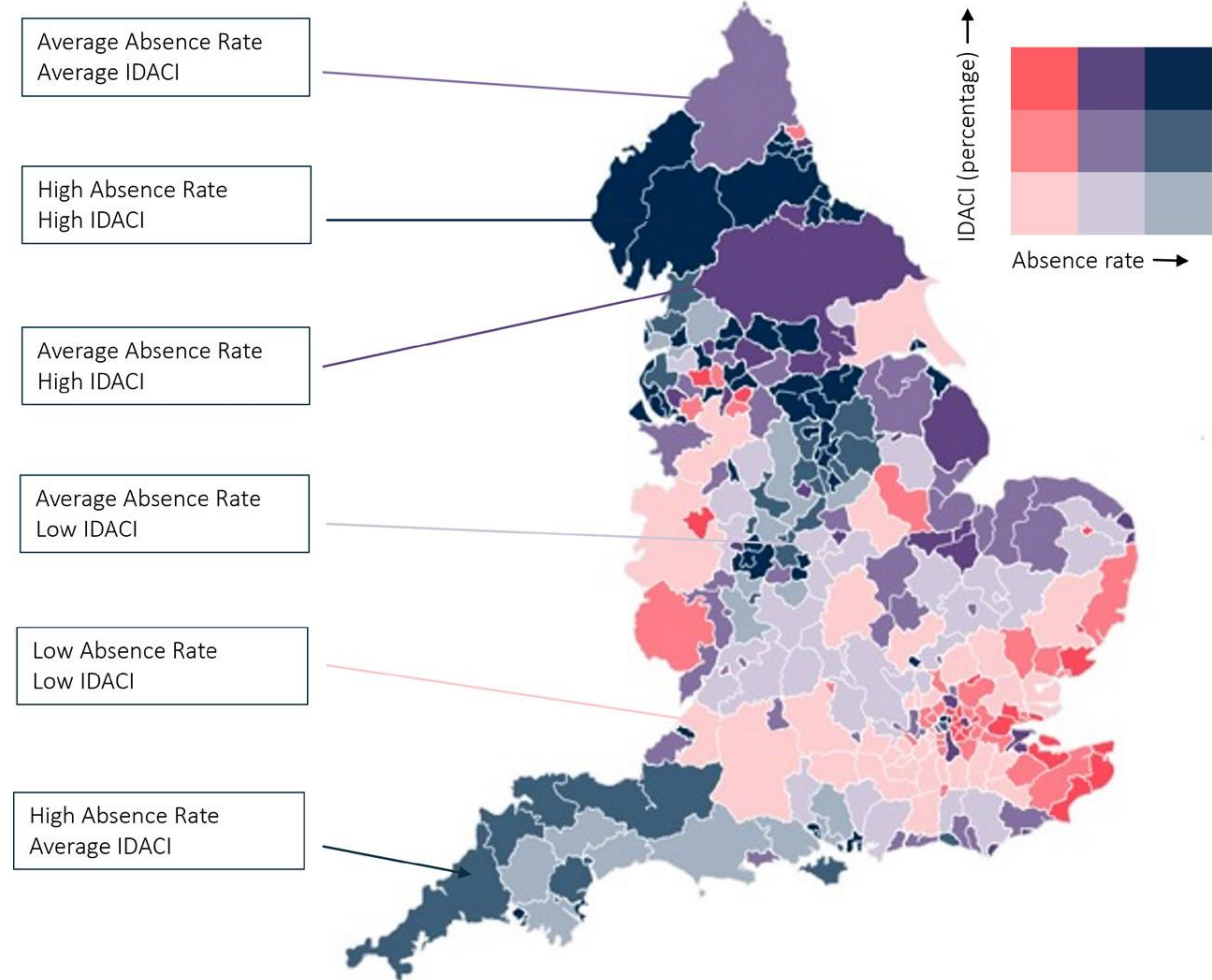 Average Absence Rate
Average IDACI
High Absence Rate
High IDACI
Average Absence Rate
High IDACI
Average Absence Rate
Low IDACI
Low Absence Rate
Low IDACI
High Absence Rate
Average IDACI
IDACI (percentage)
Absence rate